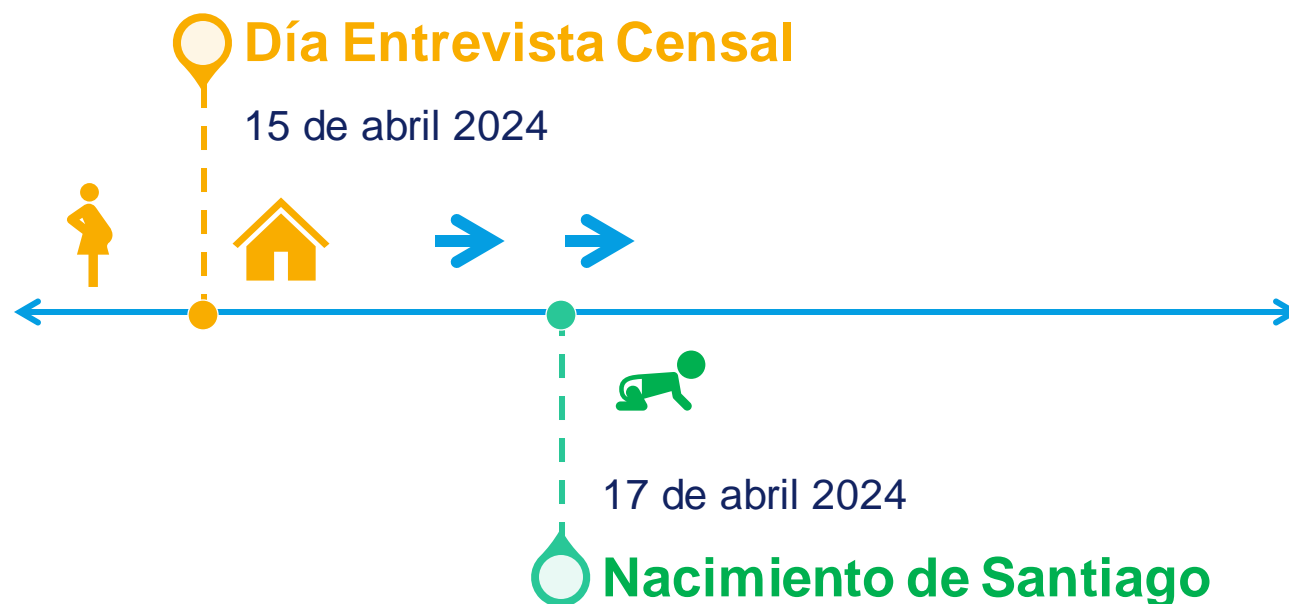 Día Entrevista Censal
15 de abril 2024
17 de abril 2024
Nacimiento de Santiago